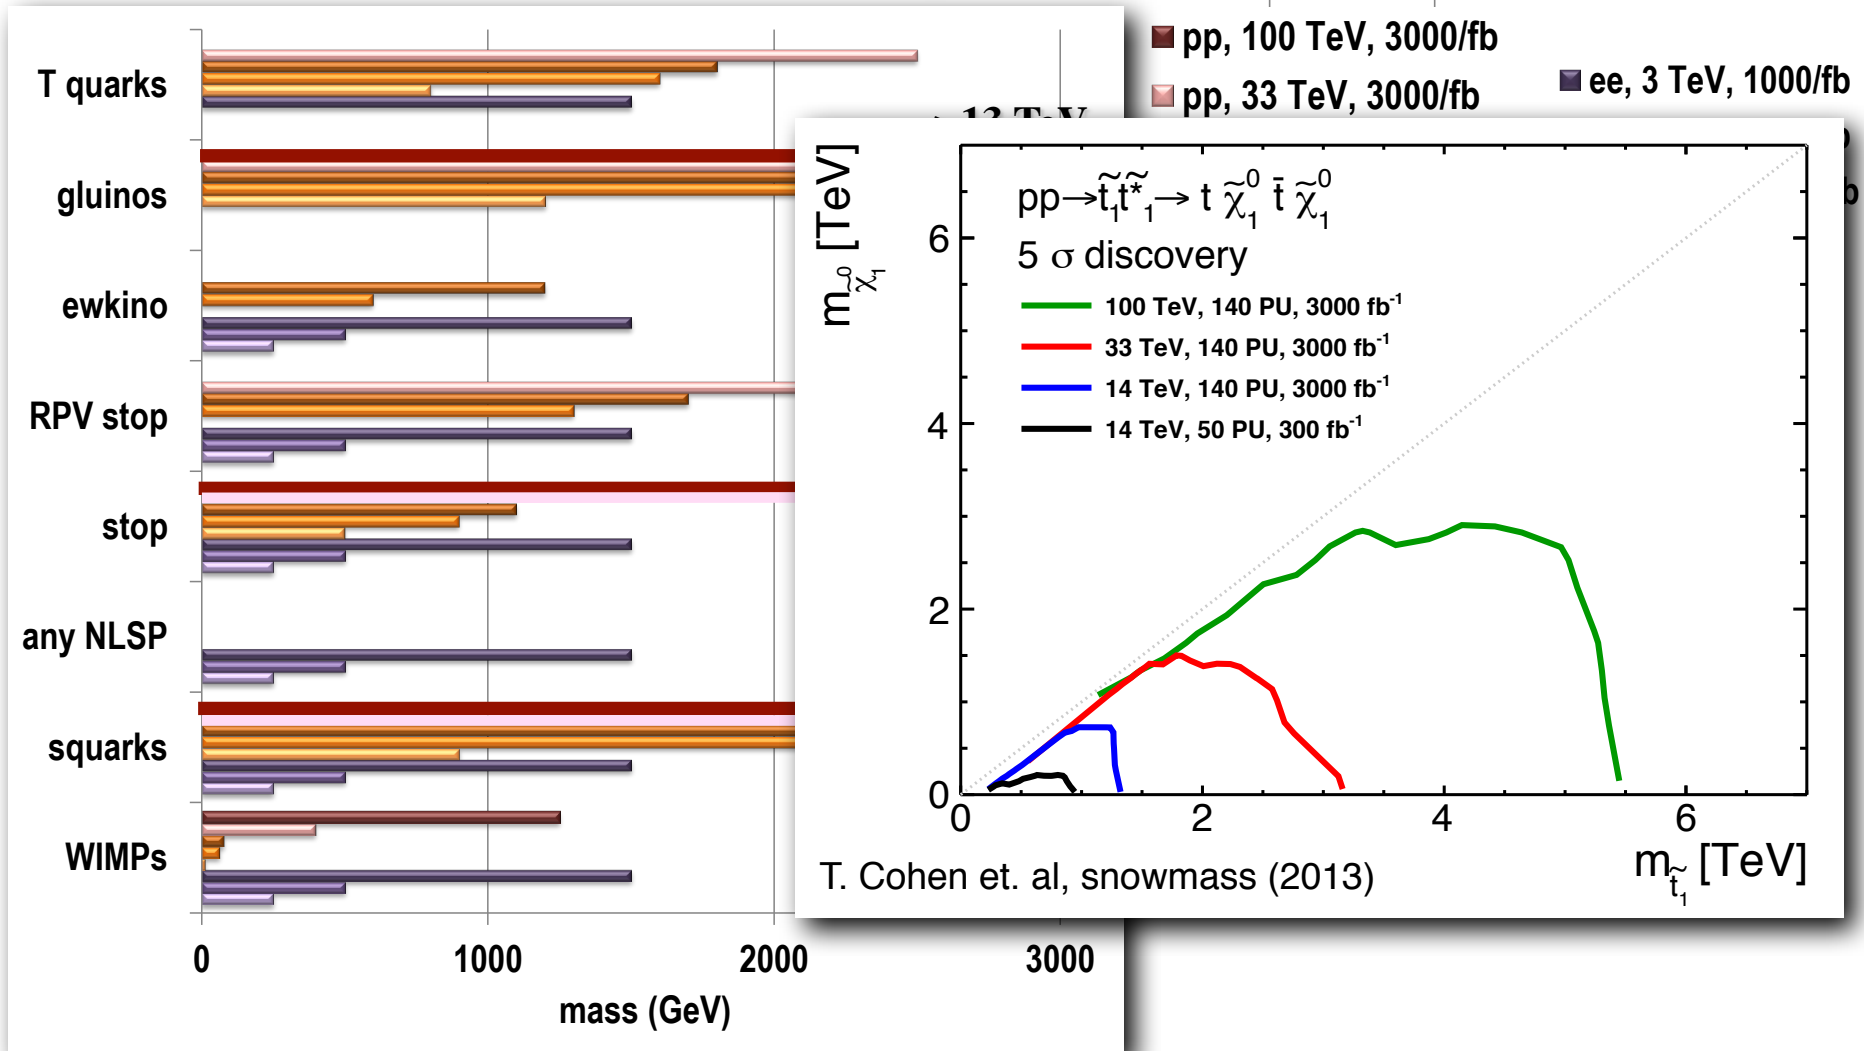 T quarks
gluinos
ewkino
RPV stop
stop
any NLSP
squarks
WIMPs
0
1000
2000
3000
mass (GeV)
13 TeV
pp, 100 TeV, 3000/fb
pp, 33 TeV, 3000/fb
ee, 3 TeV, 1000/fb
b
m_χ̃₁⁰ [TeV]
pp→t̃₁t̃*₁→ t χ̃₁⁰ t̄ χ̃₁⁰
5 σ discovery
100 TeV, 140 PU, 3000 fb⁻¹
33 TeV, 140 PU, 3000 fb⁻¹
14 TeV, 140 PU, 3000 fb⁻¹
14 TeV, 50 PU, 300 fb⁻¹
6
4
2
0
0
2
4
6
m_t̃₁ [TeV]
T. Cohen et. al, snowmass (2013)